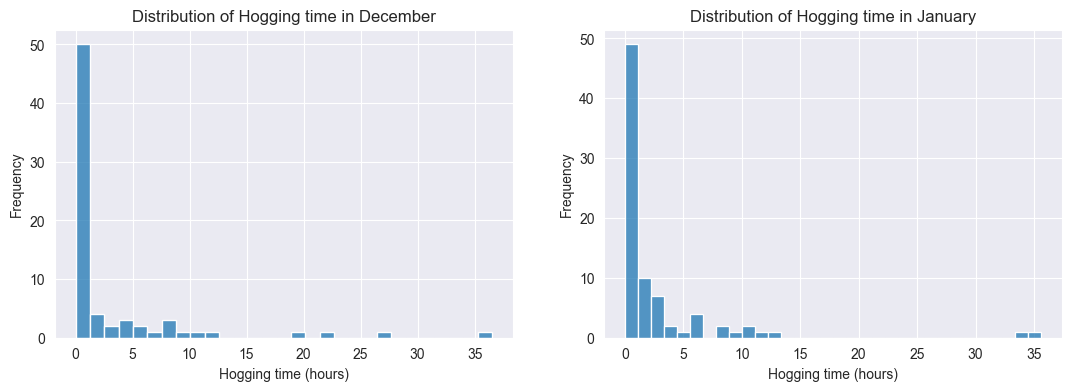 Distribution of Hogging time in December
50
40
30
20
10
0
Frequency
0 5 10 15 20 25 30 35
Hogging time (hours)
Distribution of Hogging time in January
50
40
30
20
10
0
Frequency
0 5 10 15 20 25 30 35
Hogging time (hours)